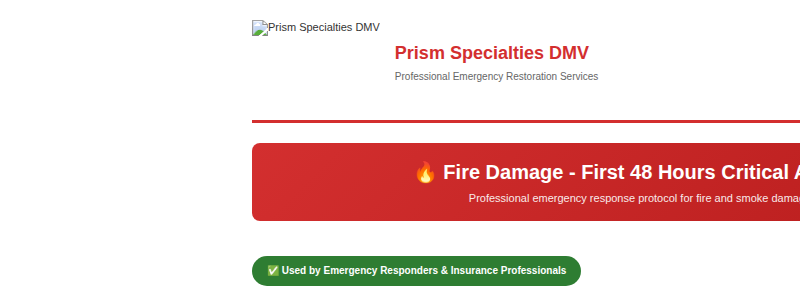 Prism Specialties DMV
Prism Specialties DMV
Professional Emergency Restoration Services
🔥 Fire Damage - First 48 Hours Critical
Professional emergency response protocol for fire and smoke
✅ Used by Emergency Responders & Insurance Professionals